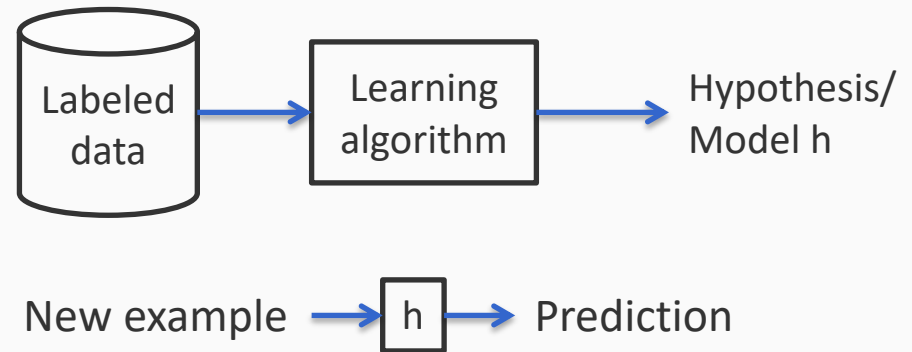 Labeled
data
Learning
algorithm
Hypothesis/
Model h
New example
h
Prediction